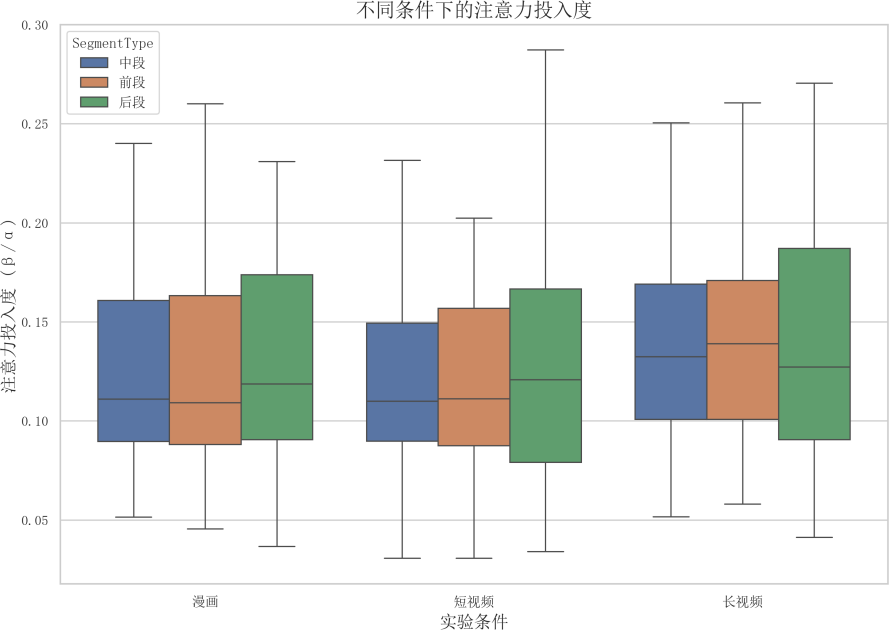 不同条件下的注意力投入度
SegmentType
中段
前段
后段
0.30
0.25
0.20
0.15
0.10
0.05
注意力投入度（β/α）
漫画
短视频
长视频
实验条件